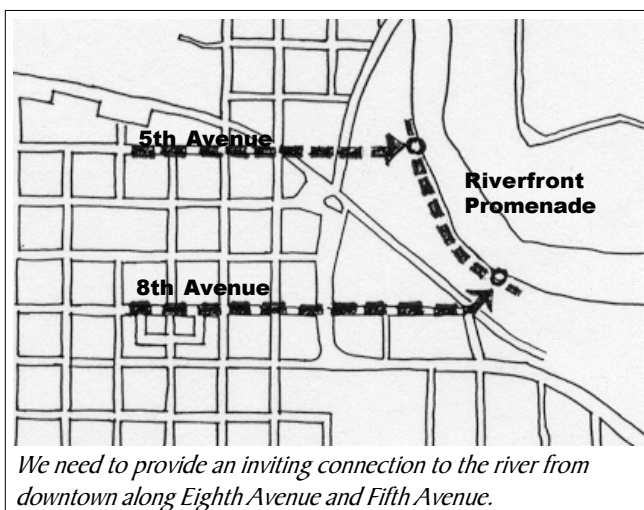 5th Avenue
Riverfront
Promenade
8th Avenue
We need to provide an inviting connection to the river from
downtown along Eighth Avenue and Fifth Avenue.